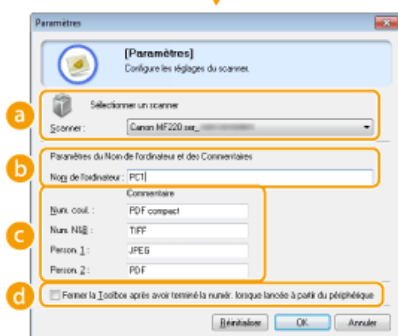 Paramètres
[Paramètres]
Configure les réglages du scanner.
a
Sélectionner un scanner
Scanner :
Canon MF220 ser_
b
Paramètres du Nom de l'ordinateur et des Commentaires
Nom de l'ordinateur : PC1
c
Commentaire
Num. coul. : PDF compact
Num. N&B : TIFF
Person. 1 : JPEG
Person. 2 : PDF
d
Fermer la Toolbox après avoir terminé la numér. lorsque lancée à partir du périphérique
Réinitialiser OK Annuler